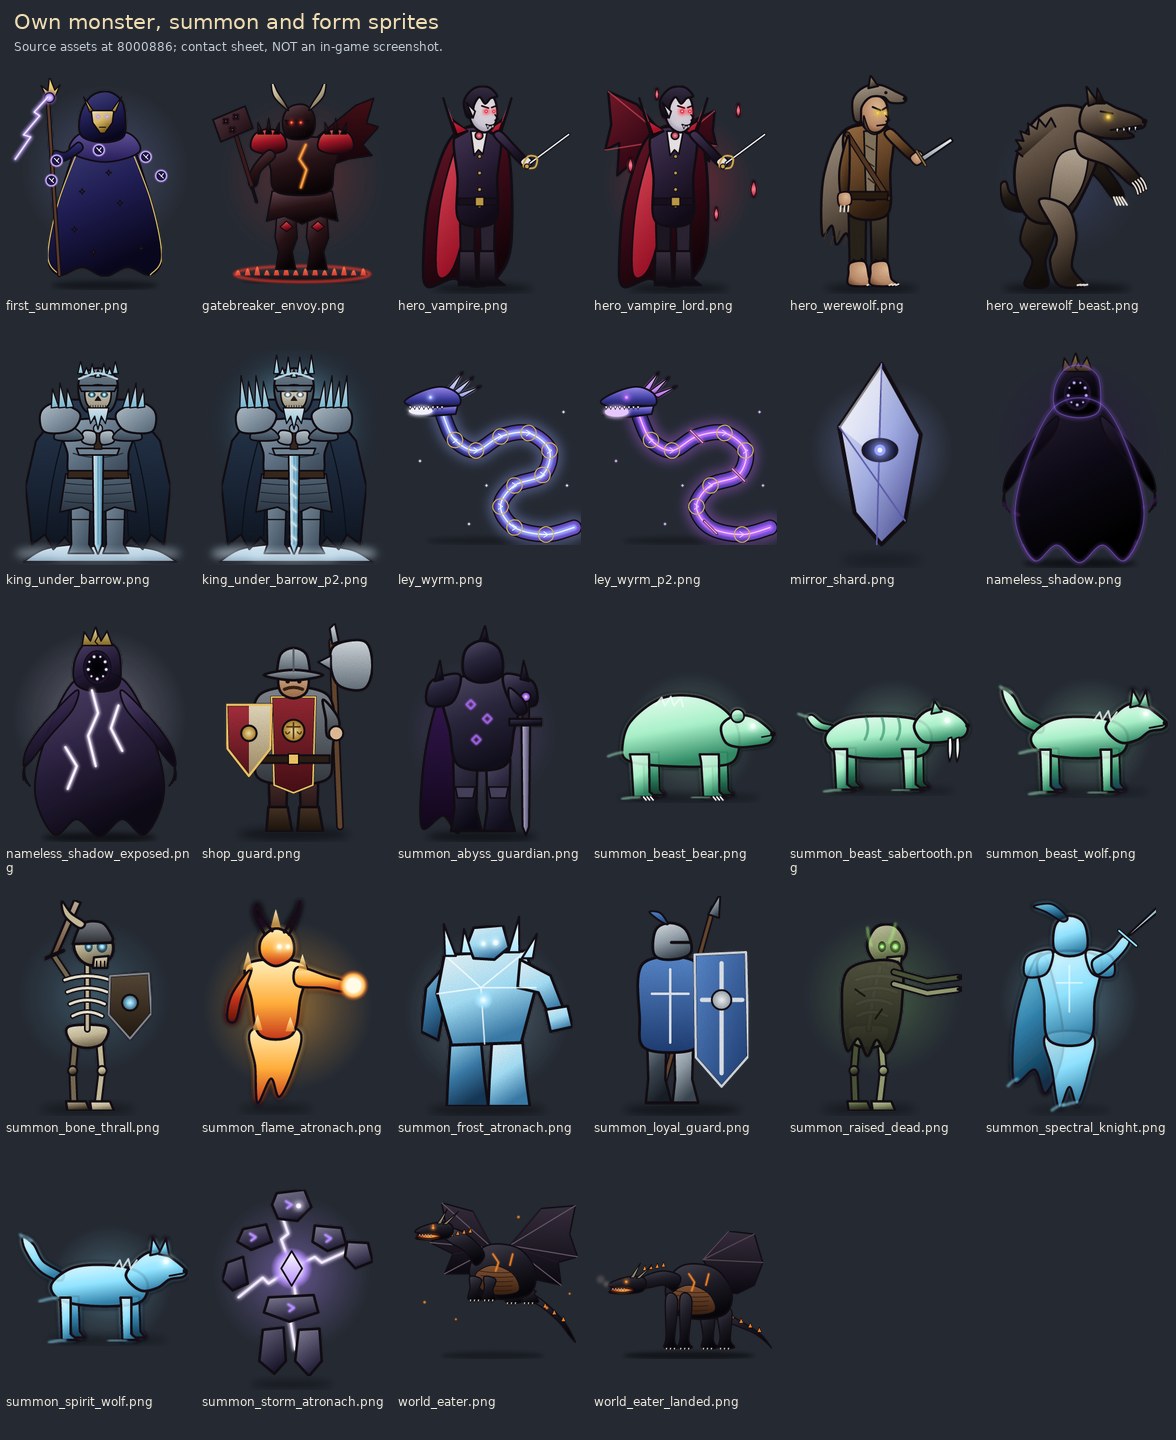 Own monster, summon and form sprites
Source assets at 8000886; contact sheet, NOT an in-game screenshot.
first_summoner.png
gatebreaker_envoy.png
hero_vampire.png
hero_vampire_lord.png
hero_werewolf.png
hero_werewolf_beast.png
king_under_barrow.png
king_under_barrow_p2.png
ley_wyrm.png
ley_wyrm_p2.png
mirror_shard.png
nameless_shadow.png
nameless_shadow_exposed.pn
g
shop_guard.png
summon_abyss_guardian.png
summon_beast_bear.png
summon_beast_sabertooth.pn
g
summon_beast_wolf.png
summon_bone_thrall.png
summon_flame_atronach.png
summon_frost_atronach.png
summon_loyal_guard.png
summon_raised_dead.png
summon_spectral_knight.png
summon_spirit_wolf.png
summon_storm_atronach.png
world_eater.png
world_eater_landed.png